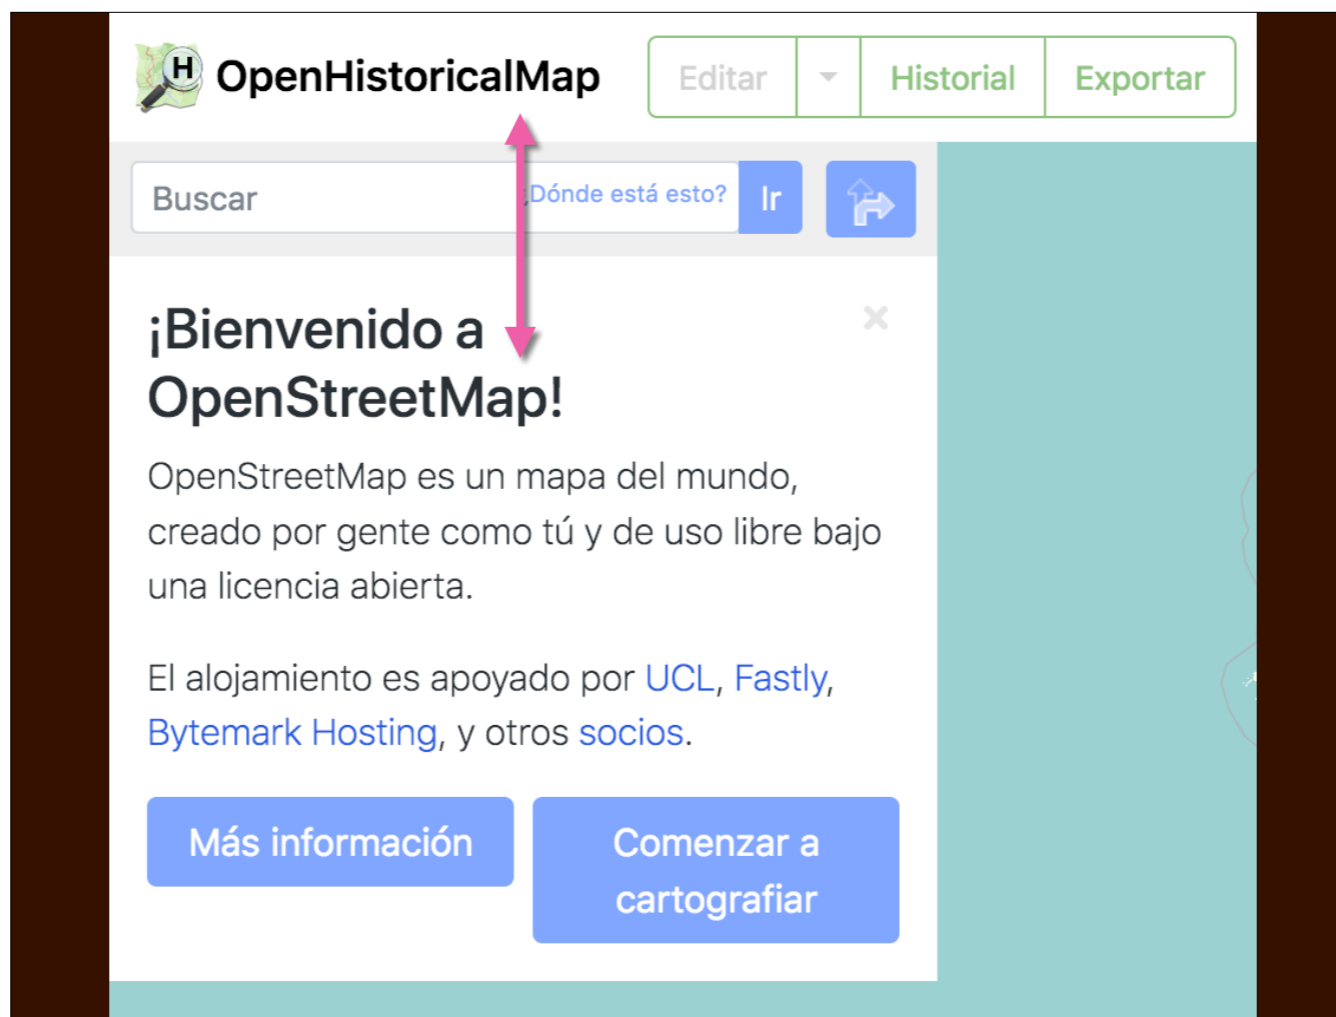 H
OpenHistoricalMap
Editar
Historial
Exportar
Buscar
¿Dónde está esto?
Ir
¡Bienvenido a
OpenStreetMap!
×
OpenStreetMap es un mapa del mundo,
creado por gente como tú y de uso libre bajo
una licencia abierta.
El alojamiento es apoyado por UCL, Fastly,
Bytemark Hosting, y otros socios.
Más información
Comenzar a
cartografiar